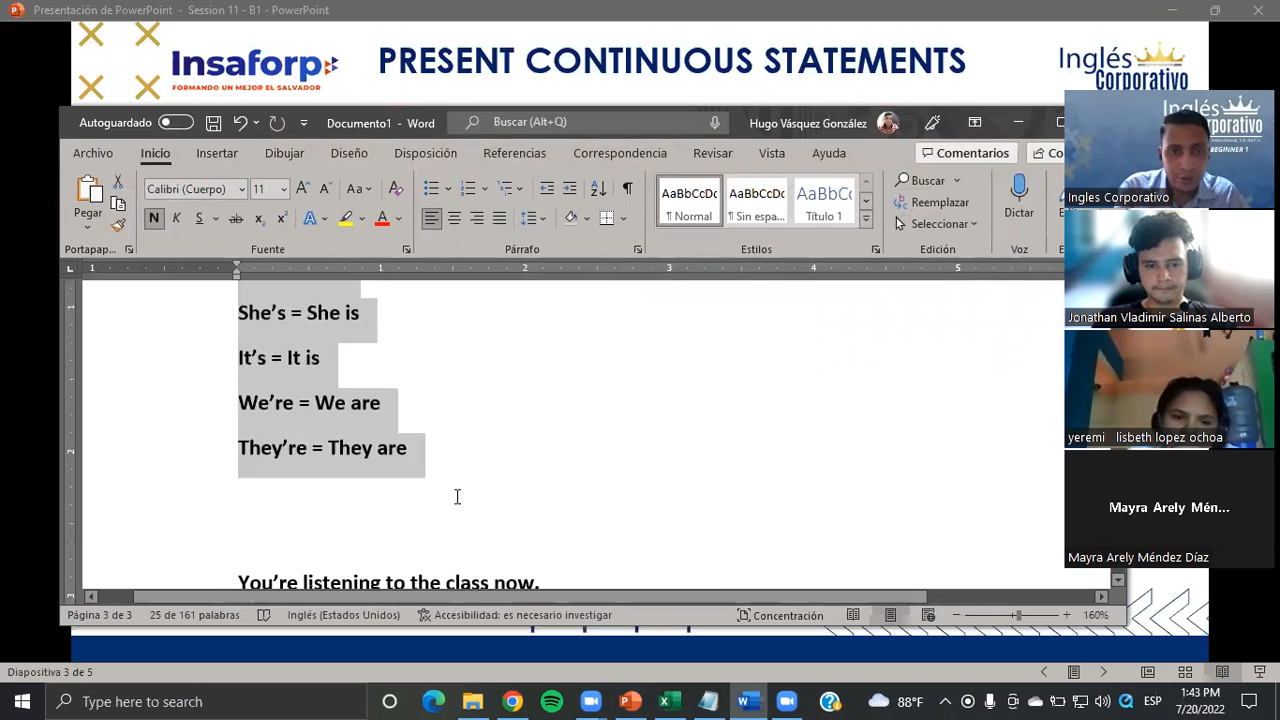 Presentación de PowerPoint - Session 11 - B1 - PowerPoint
Insaforp
FORMANDO UN MEJOR EL SALVADOR
PRESENT CONTINUOUS STATEMENTS
Inglés
Corporativo
Autoguardado
Documento1 - Word
Buscar (Alt+Q)
Hugo Vásquez González
Archivo Inicio Insertar Dibujar Diseño Disposición Referencias Correspondencia Revisar Vista Ayuda
Comentarios
Pegar
Calibri (Cuerpo) 11
AaBbCcDc AaBbCcDc AaBbCc
¶ Normal ¶ Sin espa... Título 1
Buscar
Reemplazar
Seleccionar
Dictar
Portapap... Fuente Párrafo Estilos Edición Voz
She’s = She is
It’s = It is
We’re = We are
They’re = They are
You’re listening to the class now.
Página 3 de 3 25 de 161 palabras Inglés (Estados Unidos) Accesibilidad: es necesario investigar Concentración 160%
Inglés
Corporativo
BEGINNER 1
Ingles Corporativo
Jonathan Vladimir Salinas Alberto
yeremi lisbeth lopez ochoa
Mayra Arely Mén...
Mayra Arely Méndez Díaz
Diapositiva 3 de 5
Type here to search
88°F
ESP
1:43 PM
7/20/2022